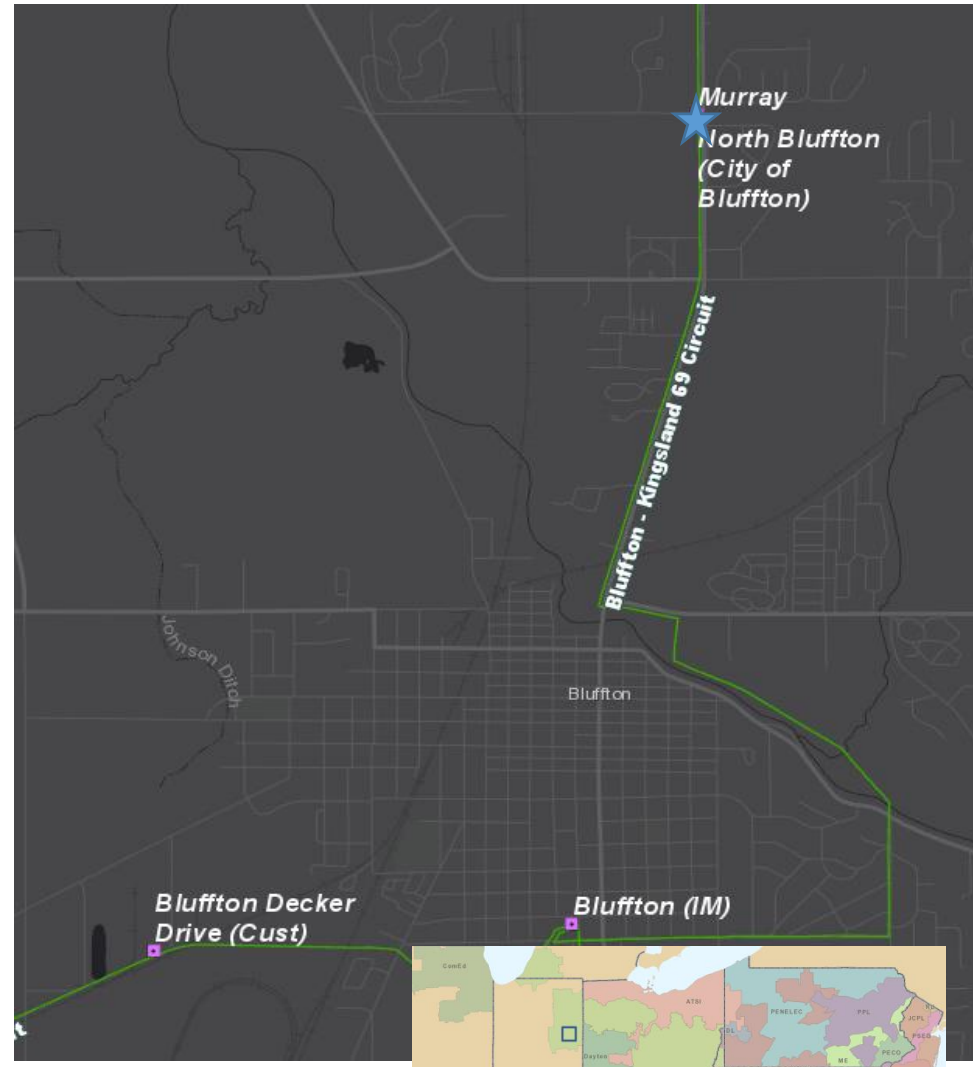 Murray
North Bluffton
(City of
Bluffton)
Bluffton - Kingsland 69 Circuit
Johnson Ditch
Bluffton
Bluffton Decker
Drive (Cust)
Bluffton (IM)
ComEd
ATSI
PENELEC
PPL
JCPL
DL
PSEG
Dayton
ME
PECO